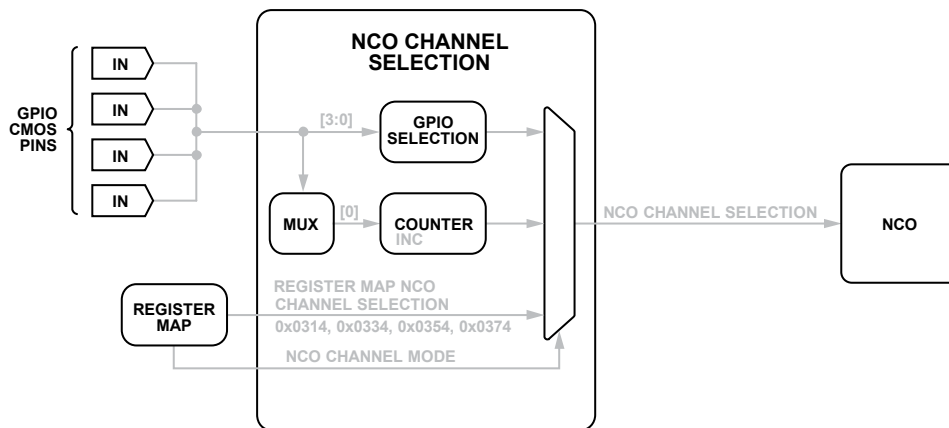 NCO CHANNEL
SELECTION
GPIO
CMOS
PINS
IN
IN
IN
IN
[3:0]
GPIO
SELECTION
MUX
[0]
COUNTER
INC
NCO CHANNEL SELECTION
NCO
REGISTER
MAP
REGISTER MAP NCO
CHANNEL SELECTION
0x0314, 0x0334, 0x0354, 0x0374
NCO CHANNEL MODE